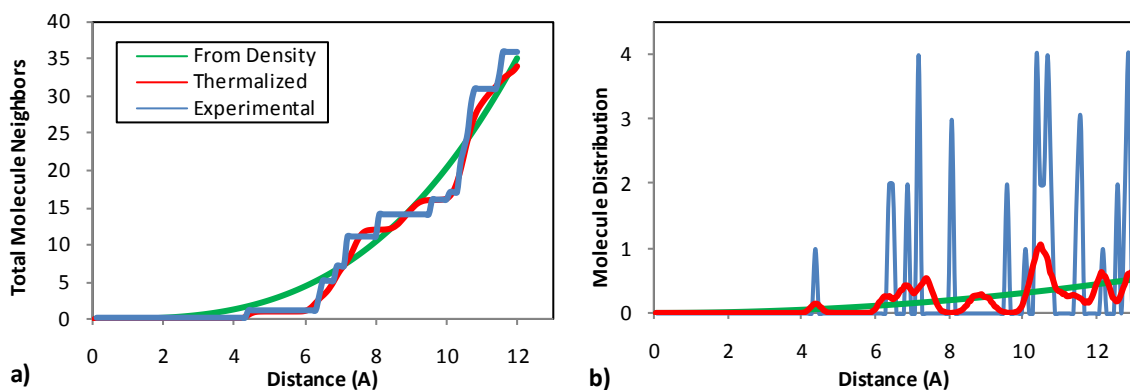 40
35
30
25
20
15
10
5
0
Total Molecule Neighbors
From Density
Thermalized
Experimental
0 2 4 6 8 10 12
Distance (A)
a)
4
3
2
1
0
Molecule Distribution
0 2 4 6 8 10 12
Distance (A)
b)